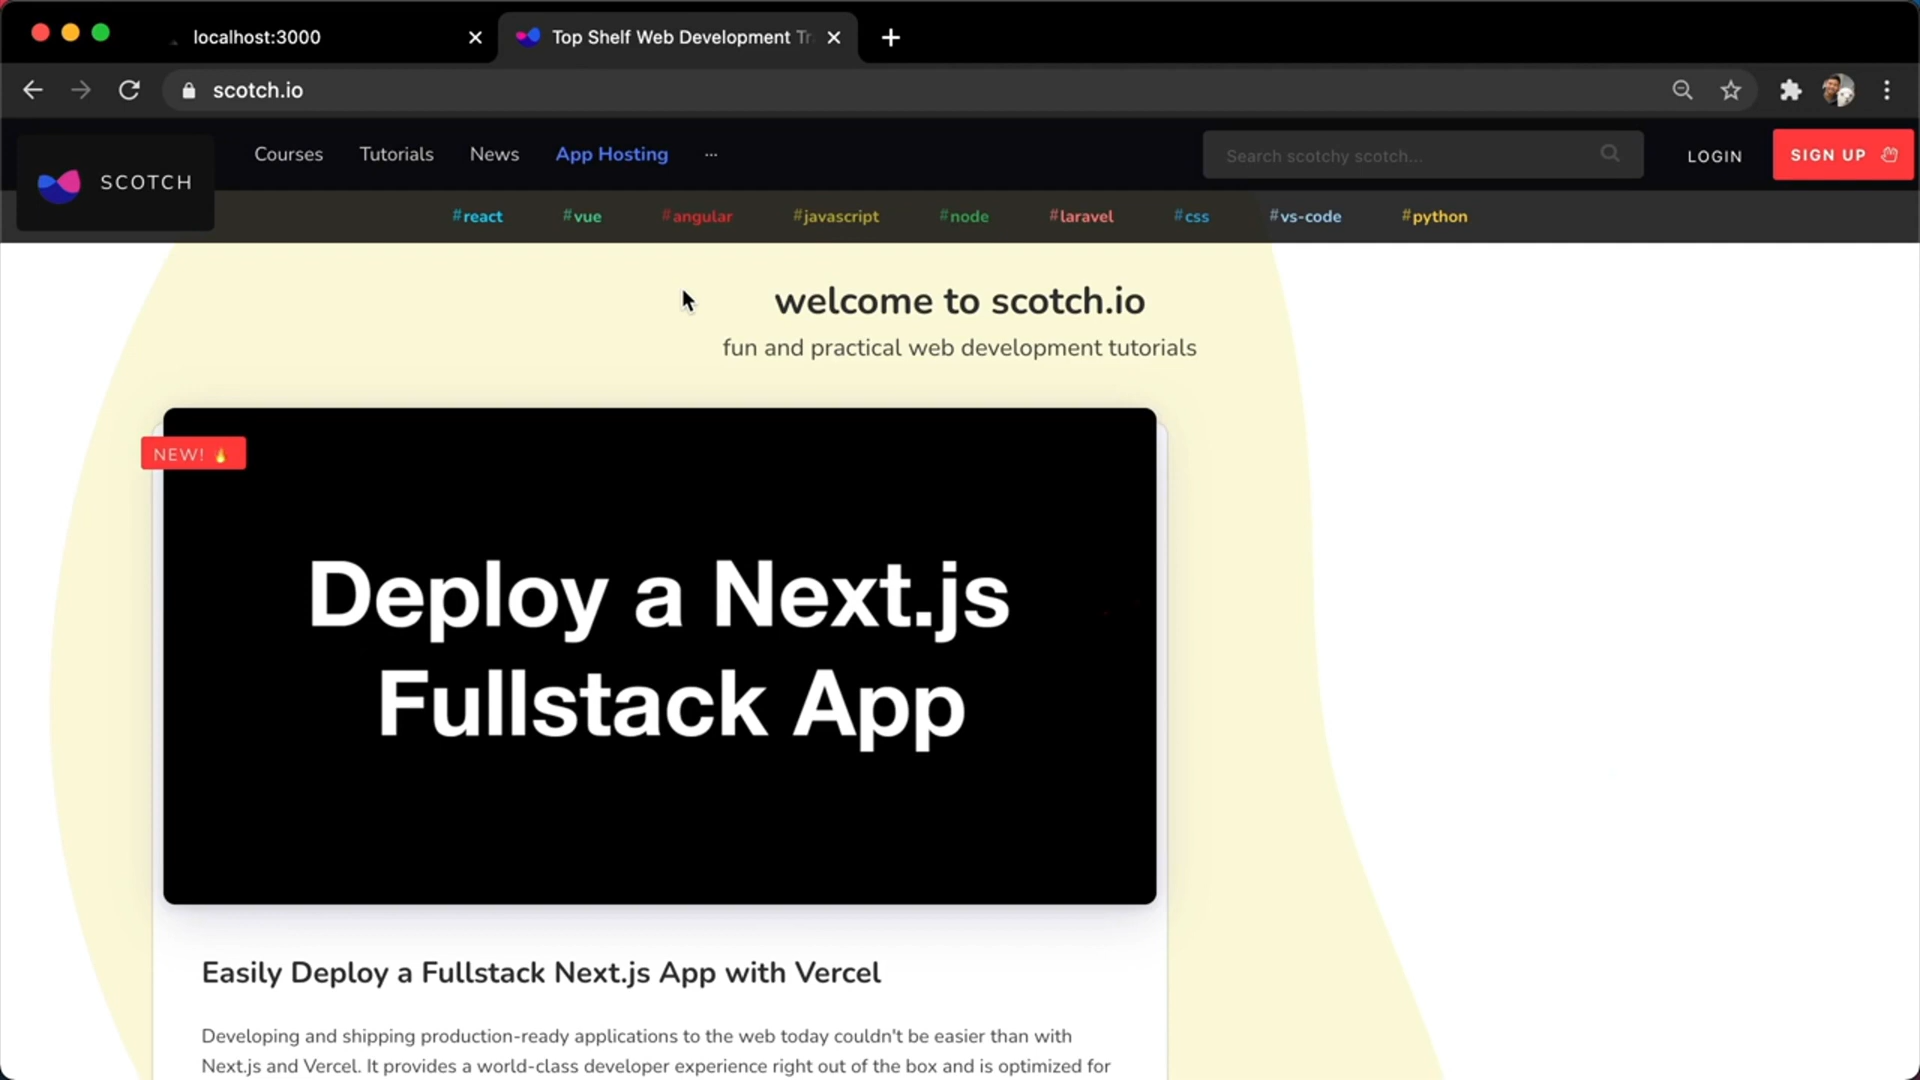 localhost:3000
Top Shelf Web Development Tr
scotch.io
SCOTCH
Courses
Tutorials
News
App Hosting
...
Search scotchy scotch...
LOGIN
SIGN UP
#react
#vue
#angular
#javascript
#node
#laravel
#css
#vs-code
#python
welcome to scotch.io
fun and practical web development tutorials
NEW! 🔥
Deploy a Next.js
Fullstack App
Easily Deploy a Fullstack Next.js App with Vercel
Developing and shipping production-ready applications to the web today couldn't be easier than with
Next.js and Vercel. It provides a world-class developer experience right out of the box and is optimized for